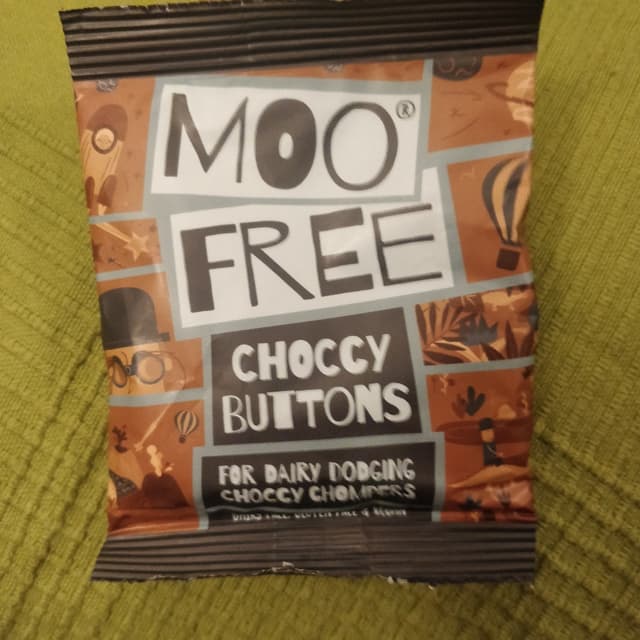 MOO®
FREE
CHOCCY
BUTTONS
FOR DAIRY DODGING
CHOCCY CHOMPERS